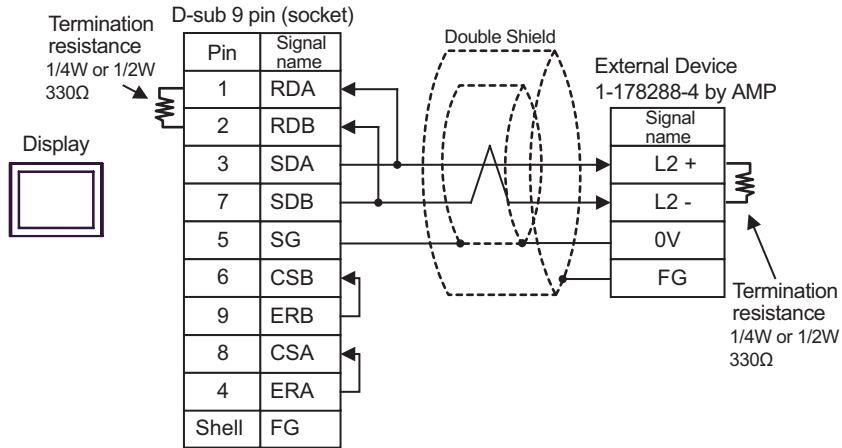 D-sub 9 pin (socket)
Termination
resistance
1/4W or 1/2W
330Ω
Display
Pin Signal name
1 RDA
2 RDB
3 SDA
7 SDB
5 SG
6 CSB
9 ERB
8 CSA
4 ERA
Shell FG
Double Shield
External Device
1-178288-4 by AMP
Signal
name
L2 +
L2 -
0V
FG
Termination
resistance
1/4W or 1/2W
330Ω